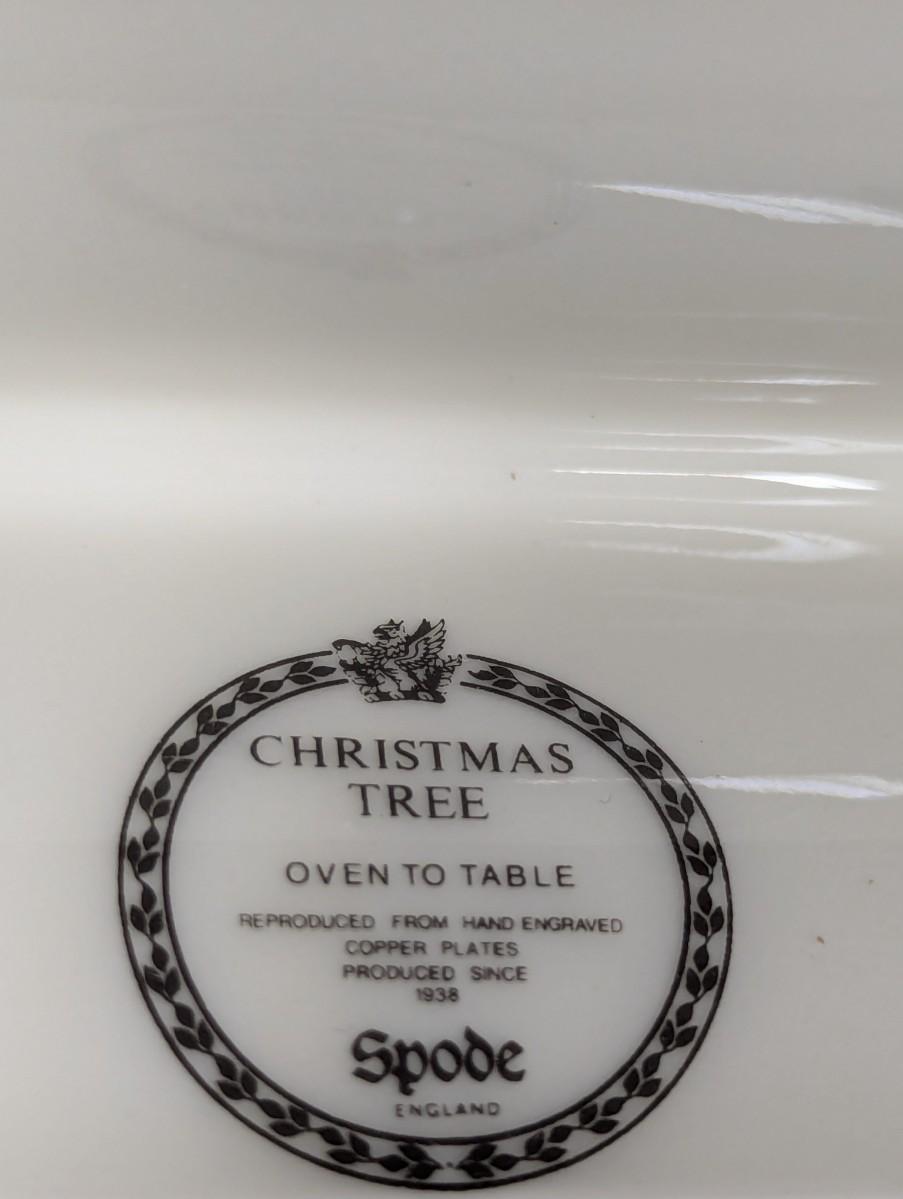 CHRISTMAS
TREE
OVEN TO TABLE
REPRODUCED FROM HAND ENGRAVED
COPPER PLATES
PRODUCED SINCE
1938
Spode
ENGLAND